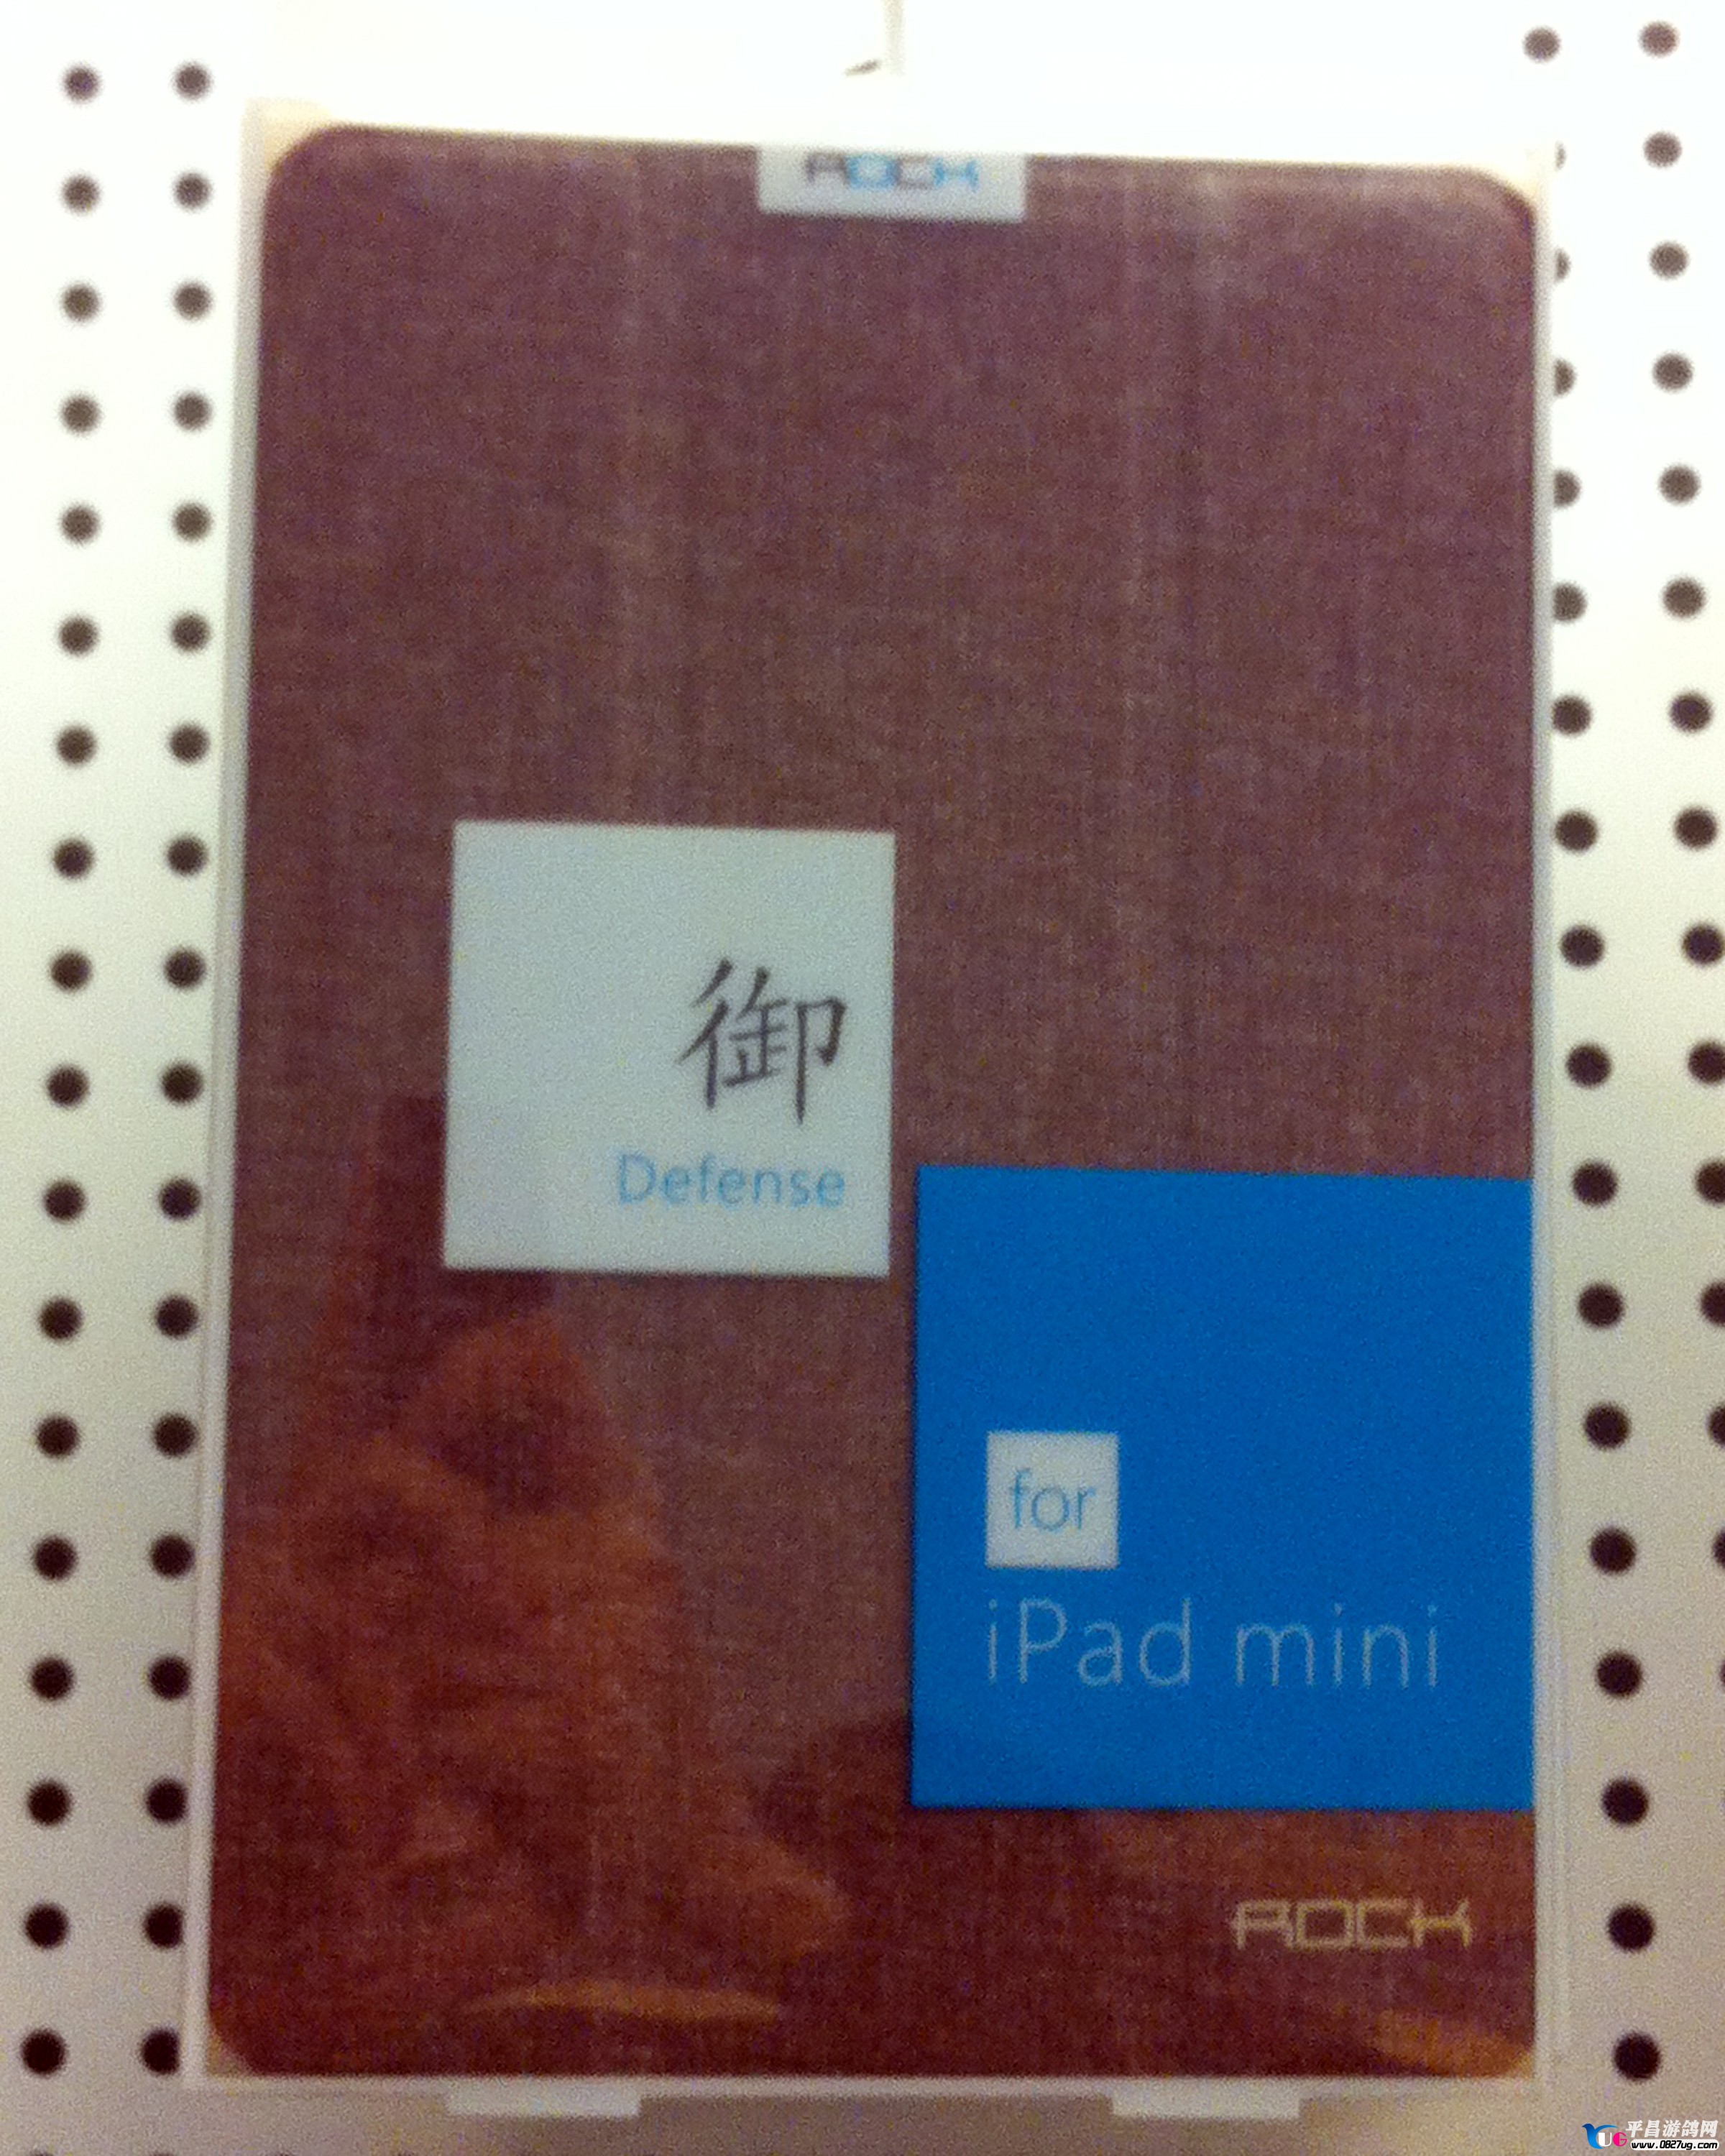 ROCK
御
Defense
for
iPad mini
ROCK
平昌游鸽网
www.0827ug.com